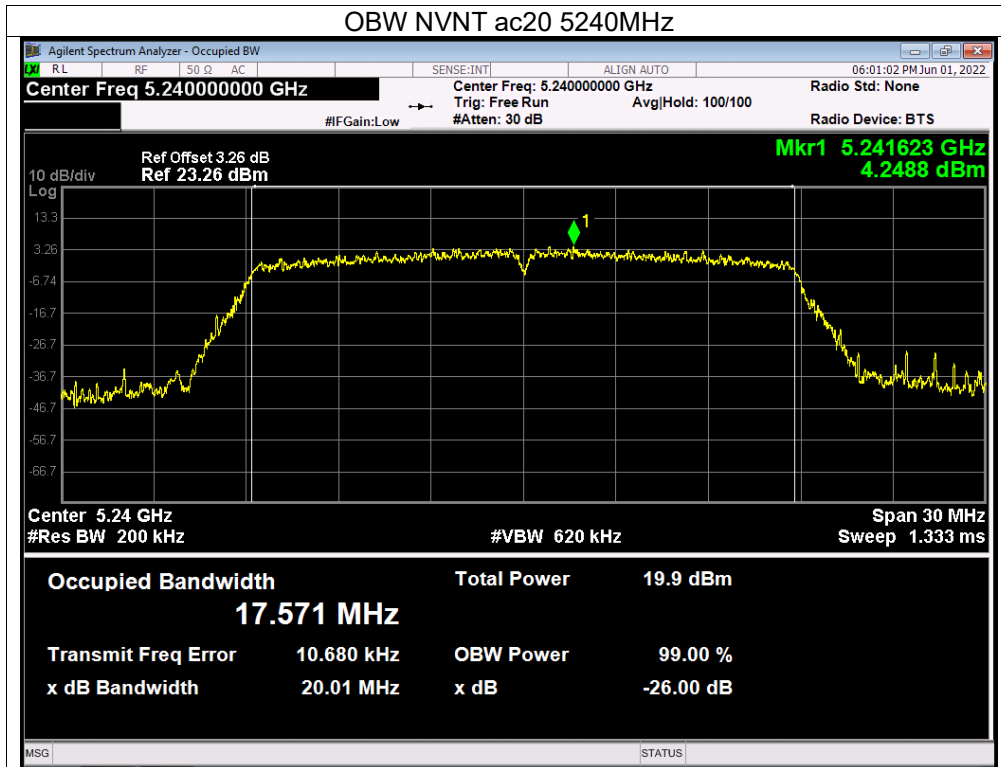 OBW NVNT ac20 5240MHz
Agilent Spectrum Analyzer - Occupied BW
LXI RL RF 50 Ω AC SENSE:INT ALIGN AUTO 06:01:02 PM Jun 01, 2022
Center Freq 5.240000000 GHz Center Freq: 5.240000000 GHz Radio Std: None
Trig: Free Run Avg|Hold: 100/100
#IFGain:Low #Atten: 30 dB Radio Device: BTS
Mkr1 5.241623 GHz
4.2488 dBm
Ref Offset 3.26 dB
10 dB/div Ref 23.26 dBm
Log
13.3
1
3.26
-6.74
-16.7
-26.7
-36.7
-46.7
-56.7
-66.7
Center 5.24 GHz Span 30 MHz
#Res BW 200 kHz #VBW 620 kHz Sweep 1.333 ms
Occupied Bandwidth Total Power 19.9 dBm
17.571 MHz
Transmit Freq Error 10.680 kHz OBW Power 99.00 %
x dB Bandwidth 20.01 MHz x dB -26.00 dB
MSG STATUS